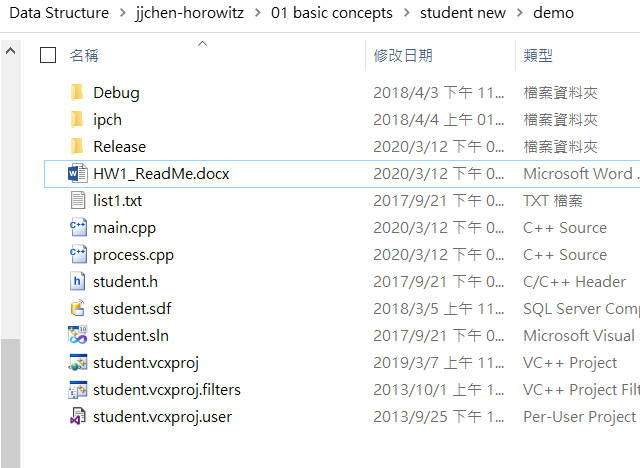 Data Structure > jjchen-horowitz > 01 basic concepts > student new > demo
名稱 修改日期 類型
Debug 2018/4/3 下午 11... 檔案資料夾
ipch 2018/4/4 上午 01... 檔案資料夾
Release 2020/3/12 下午 0... 檔案資料夾
HW1_ReadMe.docx 2020/3/12 下午 0... Microsoft Word ...
list1.txt 2017/9/21 下午 0... TXT 檔案
main.cpp 2020/3/12 下午 0... C++ Source
process.cpp 2020/3/12 下午 0... C++ Source
student.h 2017/9/21 下午 0... C/C++ Header
student.sdf 2018/3/5 上午 11... SQL Server Comp
student.sln 2017/9/21 下午 0... Microsoft Visual
student.vcxproj 2019/3/7 上午 11... VC++ Project
student.vcxproj.filters 2013/10/1 上午 1... VC++ Project Filt
student.vcxproj.user 2013/9/25 下午 1... Per-User Project